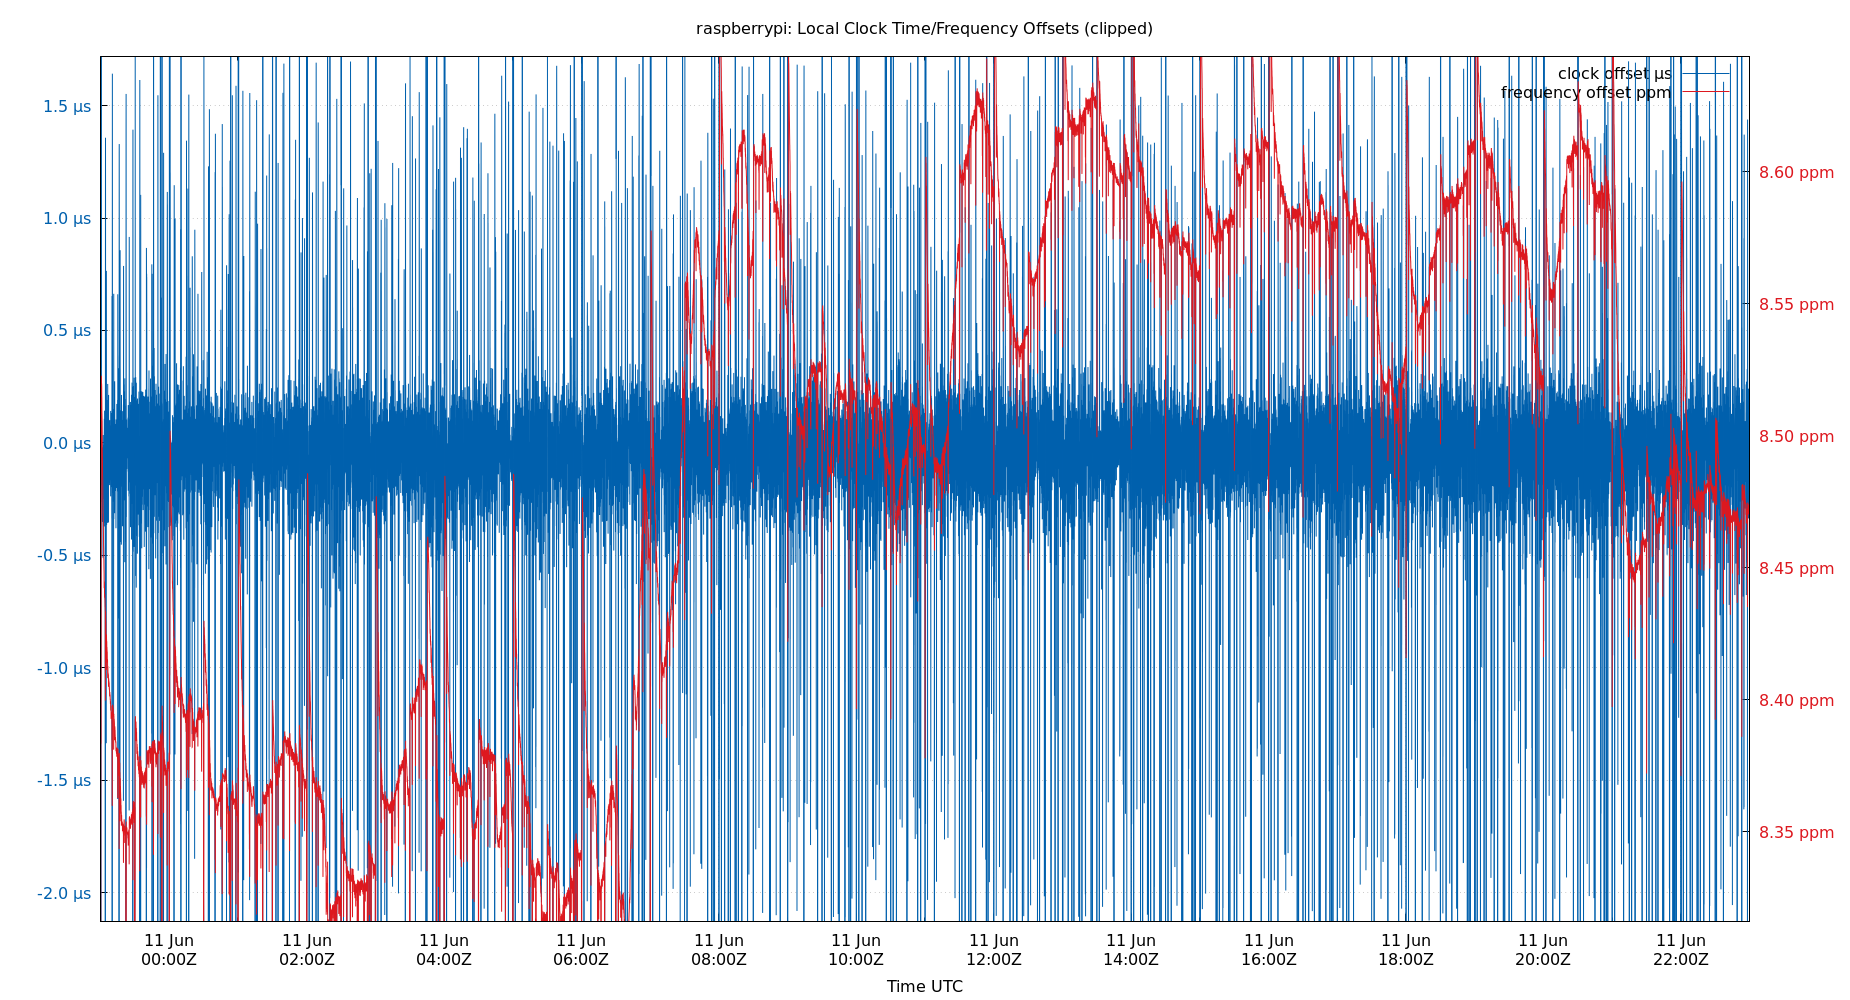 raspberrypi: Local Clock Time/Frequency Offsets (clipped)
clock offset µs
frequency offset ppm
1.5 µs
1.0 µs
0.5 µs
0.0 µs
-0.5 µs
-1.0 µs
-1.5 µs
-2.0 µs
8.60 ppm
8.55 ppm
8.50 ppm
8.45 ppm
8.40 ppm
8.35 ppm
11 Jun 11 Jun 11 Jun 11 Jun 11 Jun 11 Jun 11 Jun 11 Jun 11 Jun 11 Jun 11 Jun 11 Jun
00:00Z 02:00Z 04:00Z 06:00Z 08:00Z 10:00Z 12:00Z 14:00Z 16:00Z 18:00Z 20:00Z 22:00Z
Time UTC